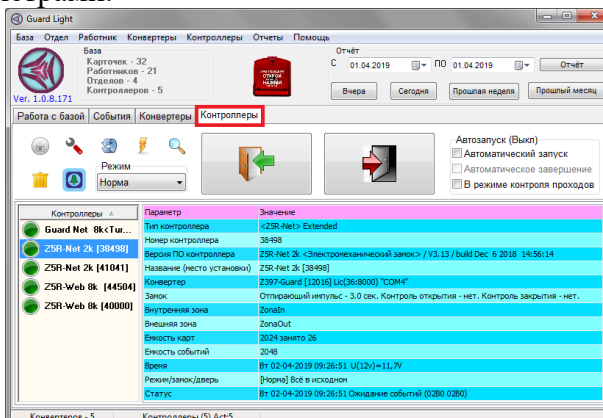 Guard Light
База Отдел Работник Конвертеры Контроллеры Отчеты Помощь
База
Карточек - 32
Работников - 21
Отделов - 4
Контроллеров - 5
Ver. 1.0.8.171
Отчёт
С 01.04.2019 ПО 01.04.2019 Отчёт
Вчера Сегодня Прошлая неделя Прошлый месяц
Работа с базой События Конвертеры Контроллеры
Режим
Норма
Автозапуск (Выкл)
Автоматический запуск
Автоматическое завершение
В режиме контроля проходов
Контроллеры
Guard Net 8k<Tur...
Z5R-Net 2k [38498]
Z5R-Net 2k [41041]
Z5R-Web 8k [44504]
Z5R-Web 8k [40000]
Параметр Значение
Тип контроллера <Z5R-Net> Extended
Номер контроллера 38498
Версия ПО контроллера Z5R-Net 2k <Электромеханический замок> / V3.13 / build Dec 6 2018 14:56:14
Название (место установки) Z5R-Net 2k [38498]
Конвертер Z397-Guard [12016] Lic(36:8000) "COM4"
Замок Отпирающий импульс - 3.0 сек. Контроль открытия - нет. Контроль закрытия - нет.
Внутренняя зона ZonaIn
Внешняя зона ZonaOut
Емкость карт 2024 занято 26
Емкость событий 2048
Время Вт 02-04-2019 09:26:51 U(12v)=11,7V
Режим/замок/дверь [Норма] Всё в исходном
Статус Вт 02-04-2019 09:26:51 Ожидание событий (02B0 02B0)
Конвертеров - 5 Контроллеры (5) Act:5